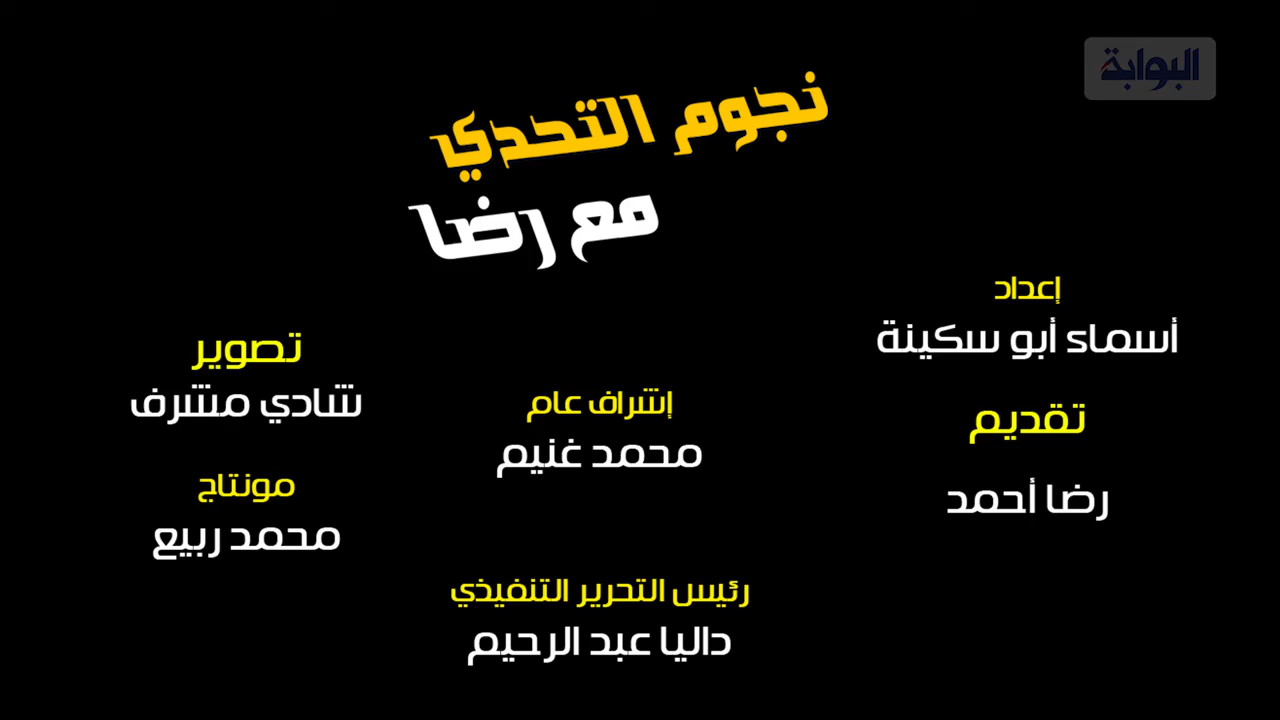 البوابة
نجوم التحدي
مع رضا
إعداد
أسماء أبو سكينة
تقديم
رضا أحمد
إشراف عام
محمد غنيم
تصوير
شادي مشرف
مونتاج
محمد ربيع
رئيس التحرير التنفيذي
داليا عبد الرحيم